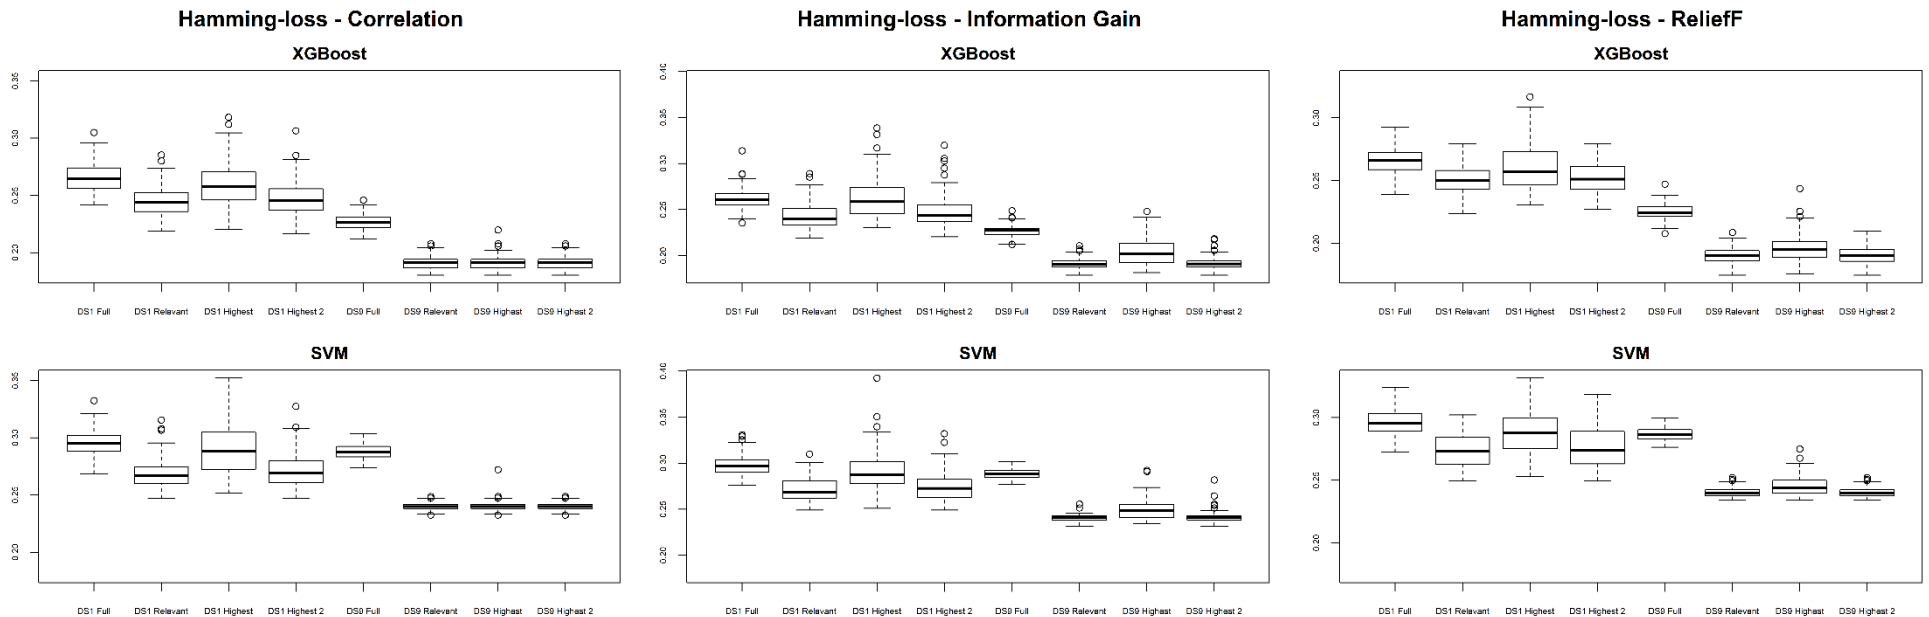 Hamming-loss - Correlation
XGBoost
0.35
0.30
0.25
0.20
DS1 Full DS1 Relevant DS1 Highest DS1 Highest 2 DS9 Full DS9 Relevant DS9 Highest DS9 Highest 2
SVM
0.35
0.30
0.25
0.20
DS1 Full DS1 Relevant DS1 Highest DS1 Highest 2 DS9 Full DS9 Relevant DS9 Highest DS9 Highest 2
Hamming-loss - Information Gain
XGBoost
0.40
0.35
0.30
0.25
0.20
DS1 Full DS1 Relevant DS1 Highest DS1 Highest 2 DS9 Full DS9 Relevant DS9 Highest DS9 Highest 2
SVM
0.40
0.35
0.30
0.25
0.20
DS1 Full DS1 Relevant DS1 Highest DS1 Highest 2 DS9 Full DS9 Relevant DS9 Highest DS9 Highest 2
Hamming-loss - ReliefF
XGBoost
0.30
0.25
0.20
DS1 Full DS1 Relevant DS1 Highest DS1 Highest 2 DS9 Full DS9 Relevant DS9 Highest DS9 Highest 2
SVM
0.30
0.25
0.20
DS1 Full DS1 Relevant DS1 Highest DS1 Highest 2 DS9 Full DS9 Relevant DS9 Highest DS9 Highest 2